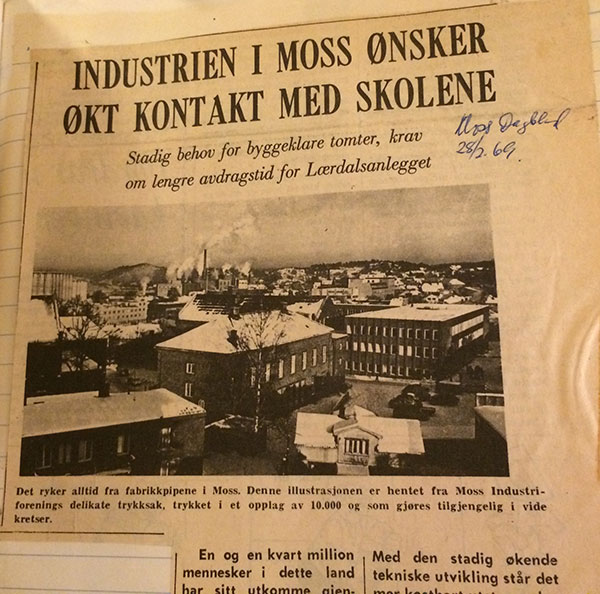 INDUSTRIEN I MOSS ØNSKER
ØKT KONTAKT MED SKOLENE
Stadig behov for byggeklare tomter, krav
om lengre avdragstid for Lærdalsanlegget
Moss Dagblad
28/2. 69.
Det ryker alltid fra fabrikkpipene i Moss. Denne illustrasjonen er hentet fra Moss Industri-
forenings delikate trykksak, trykket i et opplag av 10.000 og som gjøres tilgjengelig i vide
kretser.
En og en kvart million
mennesker i dette land
har sitt utkomme gjen-
Med den stadig økende
tekniske utvikling står det